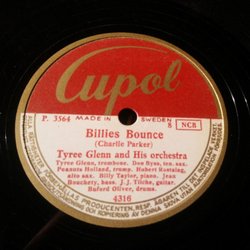 Cupol
P. 3564 MADE IN SWEDEN
8 NCB
Billies Bounce
(Charlie Parker)
Tyree Glenn and His orchestra
Tyree Glenn, trombone. Don Byas, ten. sax.
Peanuts Holland, trump. Hubert Rostaing,
alto sax. Billy Taylor, piano. Jean
Bouchety, bass. J. J. Tilche, guitar.
Buford Oliver, drums.
4316